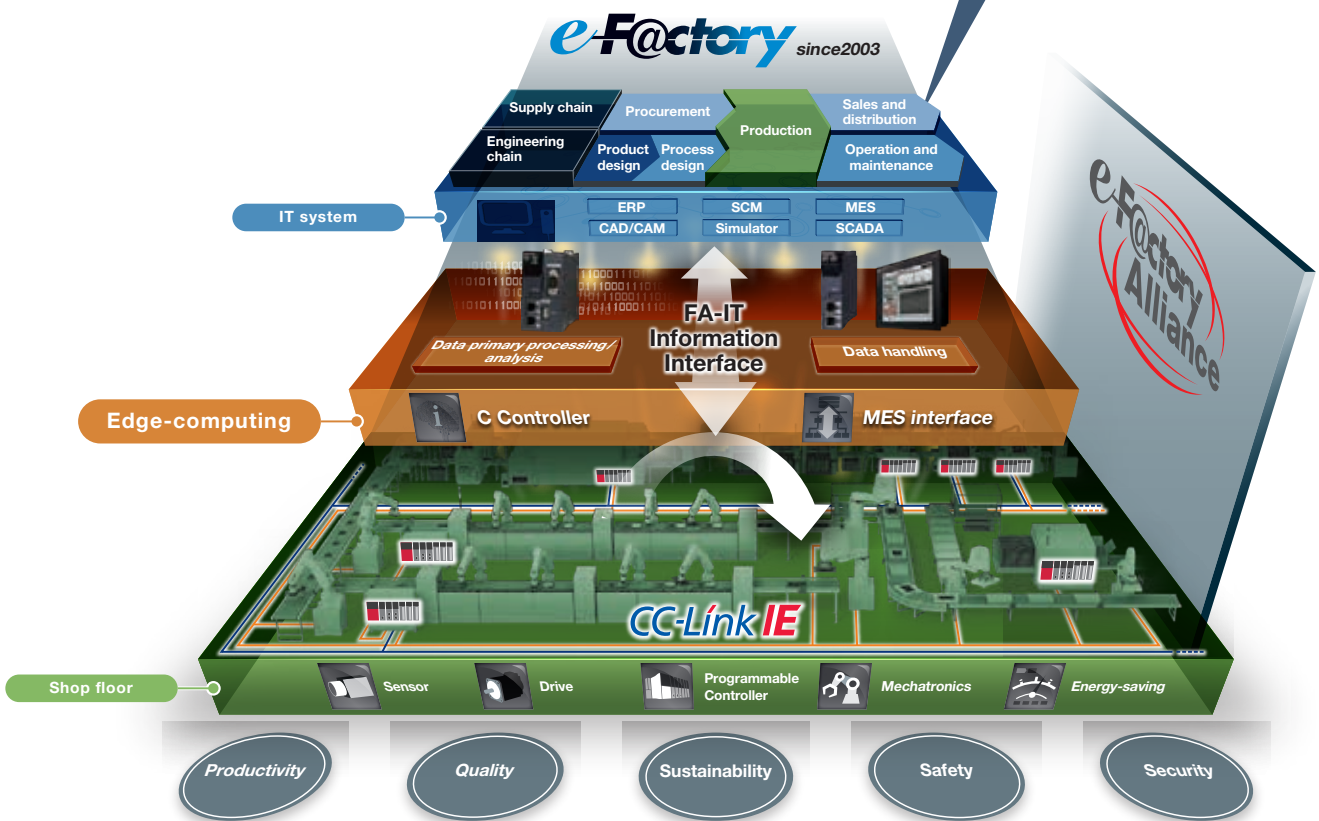 e-F@ctory since2003
Supply chain
Procurement
Production
Sales and
distribution
Engineering
chain
Product
design
Process
design
Operation and
maintenance
IT system
ERP
SCM
MES
CAD/CAM
Simulator
SCADA
FA-IT
Information
Interface
Data primary processing/
analysis
Data handling
e-F@ctory
Alliance
Edge-computing
C Controller
MES interface
CC-Link IE
Shop floor
Sensor
Drive
Programmable
Controller
Mechatronics
Energy-saving
Productivity
Quality
Sustainability
Safety
Security